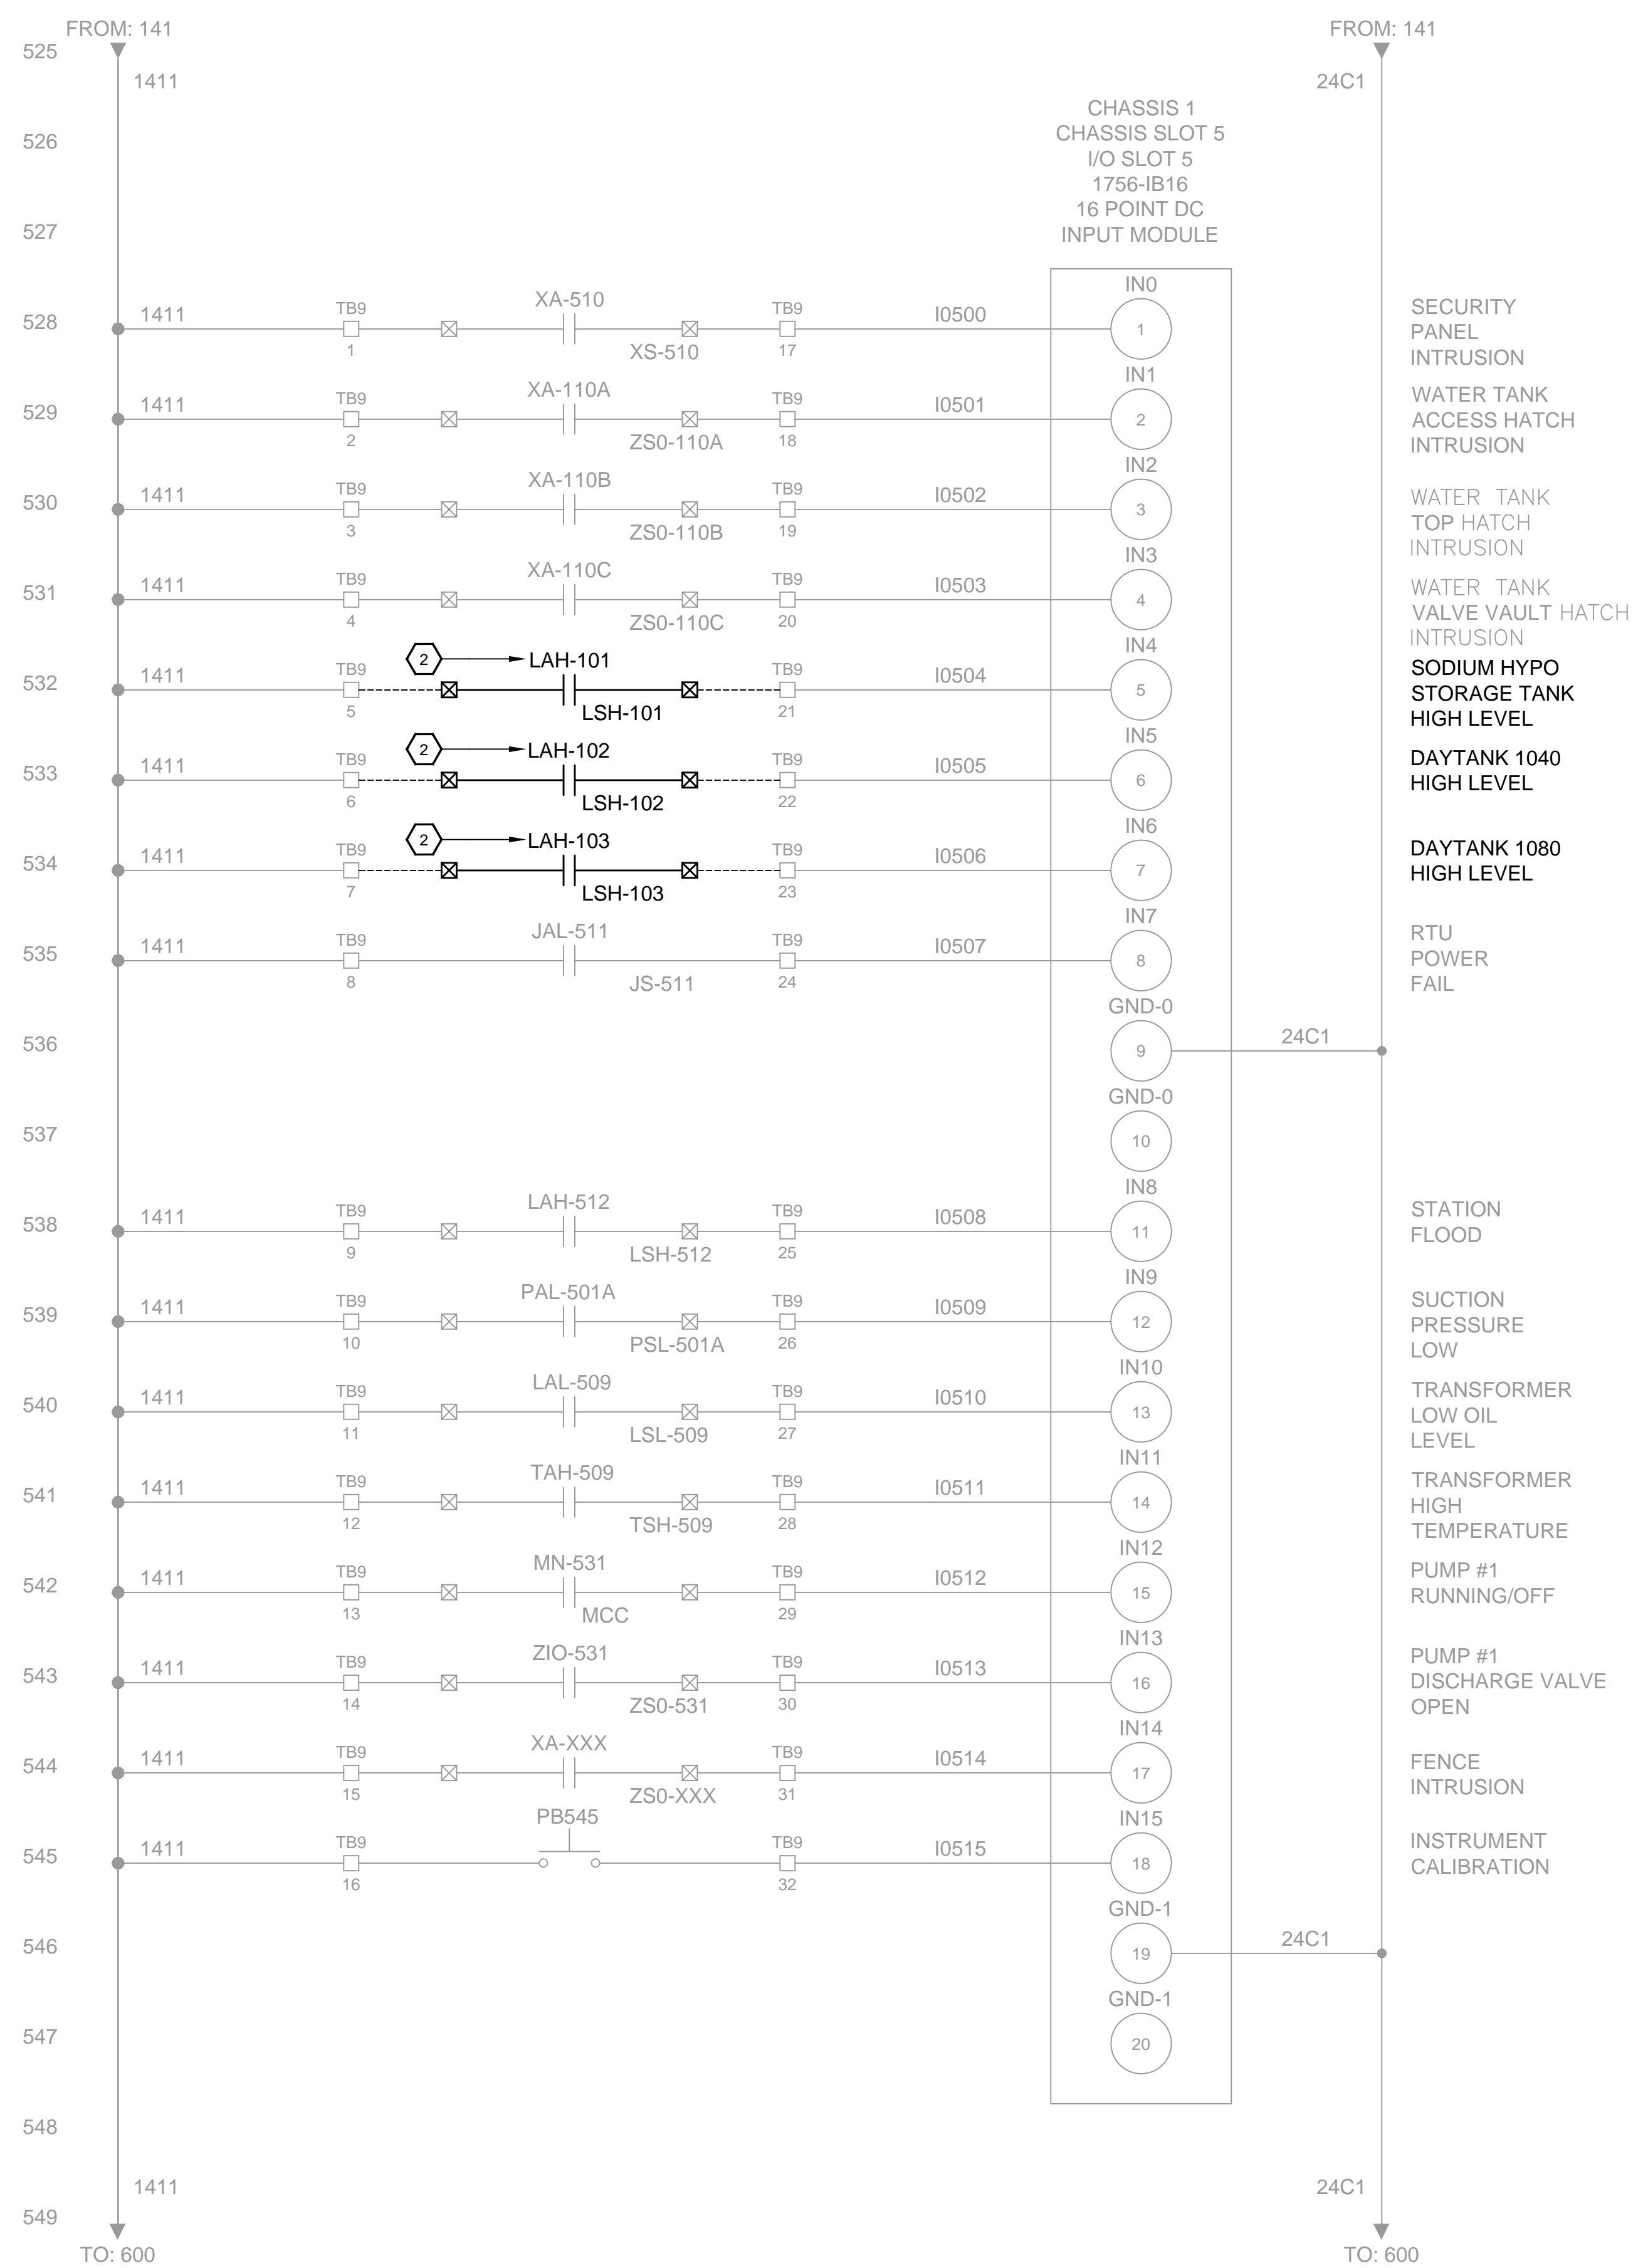 FROM: 141
FROM: 141
525
1411
24C1
CHASSIS 1
CHASSIS SLOT 5
I/O SLOT 5
1756-IB16
16 POINT DC
INPUT MODULE
526
527
IN0
528
1411
TB9
1
XA-510
XS-510
TB9
17
I0500
1
SECURITY
PANEL
INTRUSION
IN1
529
1411
TB9
2
XA-110A
ZS0-110A
TB9
18
I0501
2
WATER TANK
ACCESS HATCH
INTRUSION
IN2
530
1411
TB9
3
XA-110B
ZS0-110B
TB9
19
I0502
3
WATER TANK
TOP HATCH
INTRUSION
IN3
531
1411
TB9
4
XA-110C
ZS0-110C
TB9
20
I0503
4
WATER TANK
VALVE VAULT HATCH
INTRUSION
IN4
532
1411
TB9
5
2
LAH-101
LSH-101
TB9
21
I0504
5
SODIUM HYPO
STORAGE TANK
HIGH LEVEL
IN5
533
1411
TB9
6
2
LAH-102
LSH-102
TB9
22
I0505
6
DAYTANK 1040
HIGH LEVEL
IN6
534
1411
TB9
7
2
LAH-103
LSH-103
TB9
23
I0506
7
DAYTANK 1080
HIGH LEVEL
IN7
535
1411
TB9
8
JAL-511
JS-511
TB9
24
I0507
8
RTU
POWER
FAIL
GND-0
536
9
24C1
GND-0
537
10
IN8
538
1411
TB9
9
LAH-512
LSH-512
TB9
25
I0508
11
STATION
FLOOD
IN9
539
1411
TB9
10
PAL-501A
PSL-501A
TB9
26
I0509
12
SUCTION
PRESSURE
LOW
IN10
540
1411
TB9
11
LAL-509
LSL-509
TB9
27
I0510
13
TRANSFORMER
LOW OIL
LEVEL
IN11
541
1411
TB9
12
TAH-509
TSH-509
TB9
28
I0511
14
TRANSFORMER
HIGH
TEMPERATURE
IN12
542
1411
TB9
13
MN-531
MCC
TB9
29
I0512
15
PUMP #1
RUNNING/OFF
IN13
543
1411
TB9
14
ZIO-531
ZS0-531
TB9
30
I0513
16
PUMP #1
DISCHARGE VALVE
OPEN
IN14
544
1411
TB9
15
XA-XXX
ZS0-XXX
TB9
31
I0514
17
FENCE
INTRUSION
IN15
545
1411
TB9
16
PB545
TB9
32
I0515
18
INSTRUMENT
CALIBRATION
GND-1
546
19
24C1
GND-1
547
20
548
1411
24C1
549
TO: 600
TO: 600